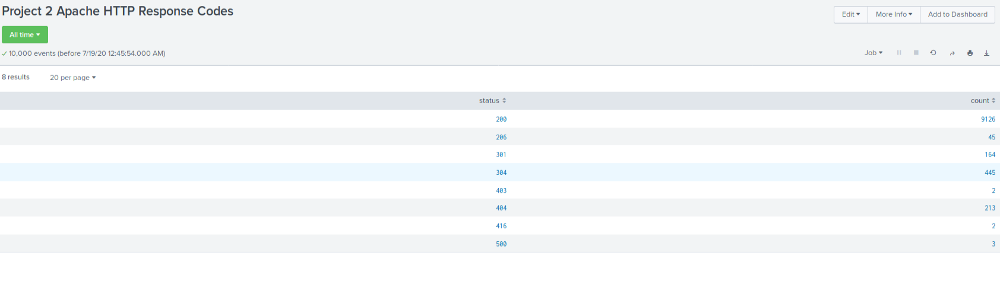 Project 2 Apache HTTP Response Codes
Edit More Info Add to Dashboard
All time
10,000 events (before 7/19/20 12:45:54.000 AM)
Job
8 results 20 per page
status count
200 9126
206 45
301 164
304 445
403 2
404 213
416 2
500 3